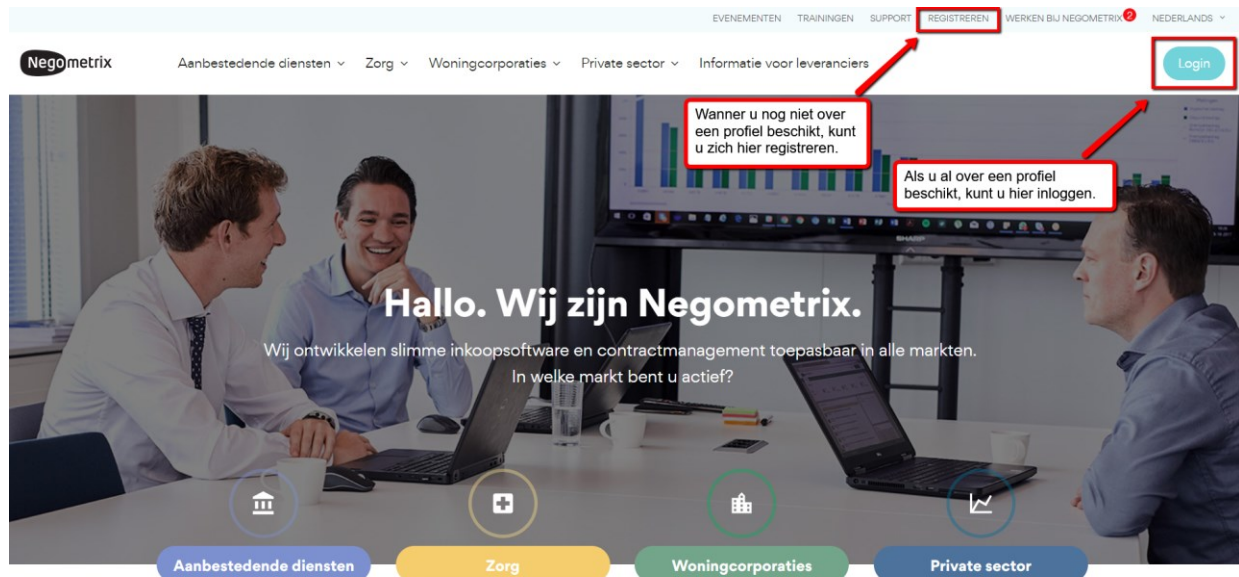 EVENEMENTEN TRAININGEN SUPPORT REGISTREREN WERKEN BIJ NEGOMETRIX 2 NEDERLANDS
Negometrix Aanbestedende diensten Zorg Woningcorporaties Private sector Informatie voor leveranciers Login
Wanner u nog niet over
een profiel beschikt, kunt
u zich hier registreren.
Als u al over een profiel
beschikt, kunt u hier inloggen.
SHARP
Hallo. Wij zijn Negometrix.
Wij ontwikkelen slimme inkoopsoftware en contractmanagement toepasbaar in alle markten.
In welke markt bent u actief?
Aanbestedende diensten Zorg Woningcorporaties Private sector